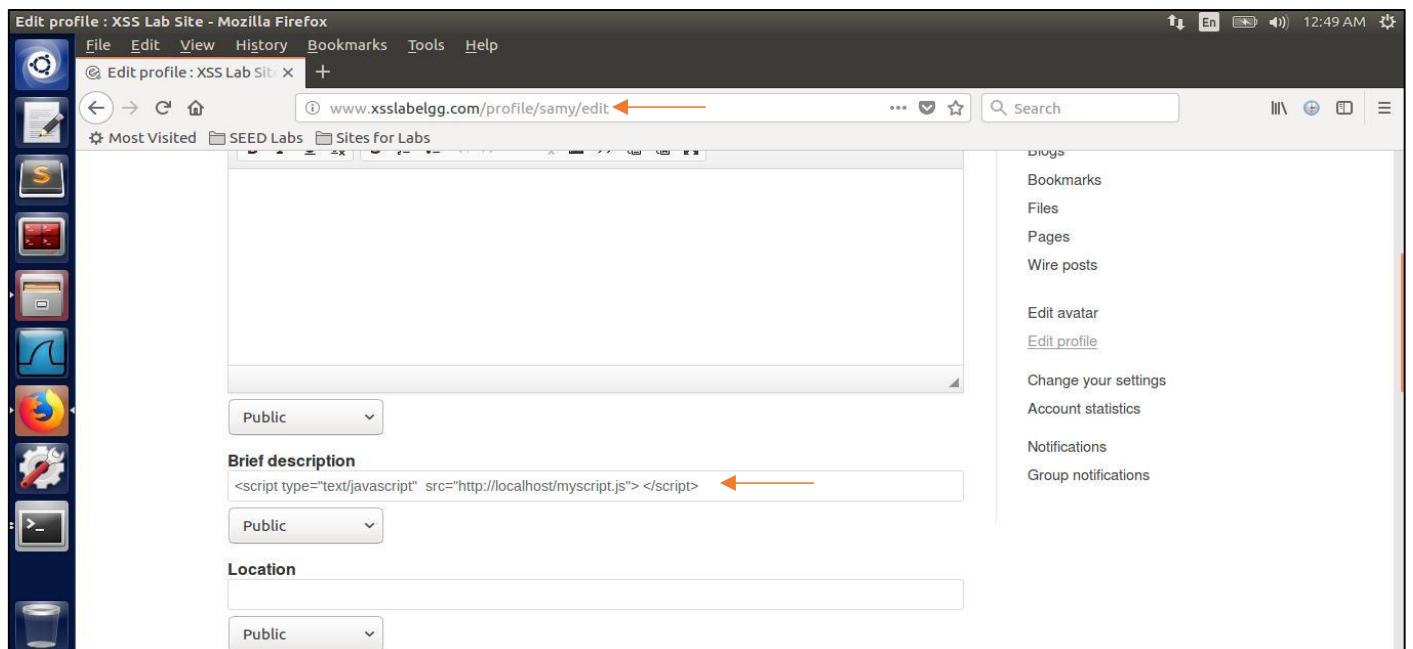 Edit profile : XSS Lab Site - Mozilla Firefox
En 12:49 AM
File Edit View History Bookmarks Tools Help
Edit profile : XSS Lab Sit
www.xsslabelgg.com/profile/samy/edit
Search
Most Visited SEED Labs Sites for Labs
Blogs
Bookmarks
Files
Pages
Wire posts
Edit avatar
Edit profile
Change your settings
Account statistics
Notifications
Group notifications
Public
Brief description
<script type="text/javascript"  src="http://localhost/myscript.js"> </script>
Public
Location
Public